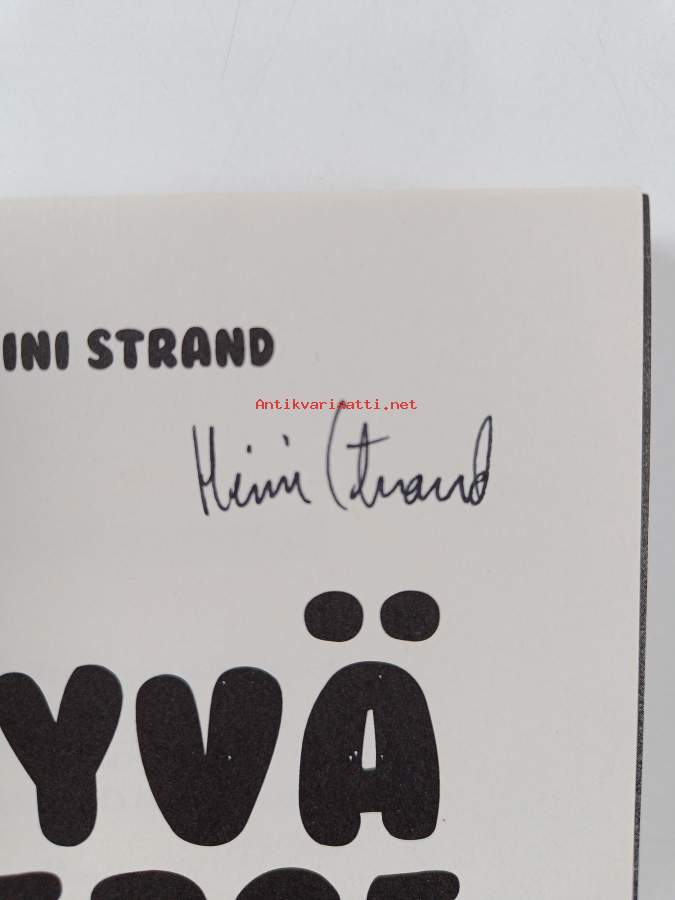 INI STRAND
Antikvariaatti.net
Heini Strand
YVÄ